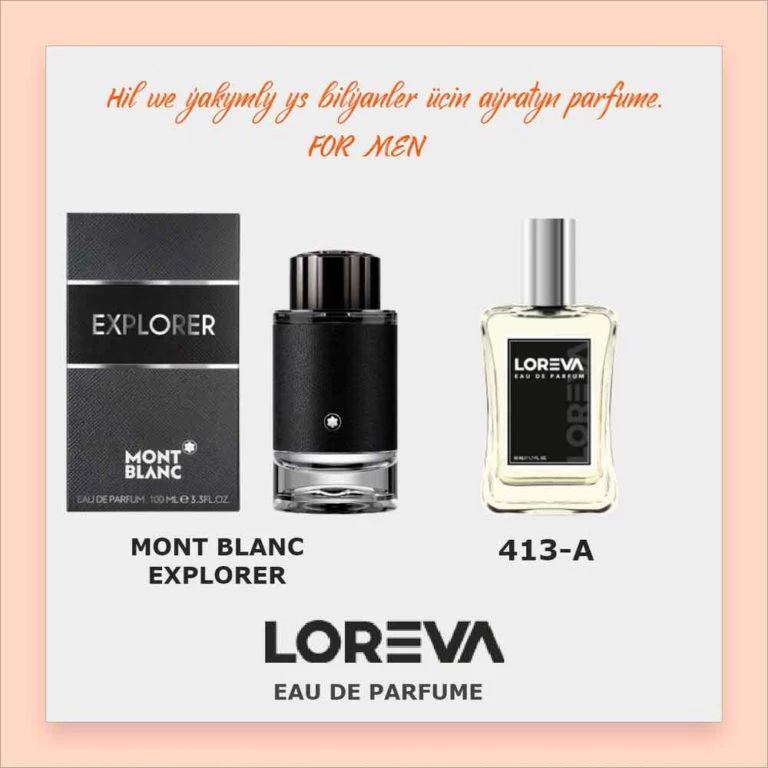 Hil we ýakymly ys bilýanler üçin aýratyn parfume.
FOR MEN
EXPLORER
MONT
BLANC
EAU DE PARFUM 100 ML e 3.3FL.OZ.
LOREVA
EAU DE PARFUM
LOREVA
MONT BLANC
EXPLORER
413-A
LOREVA
EAU DE PARFUME